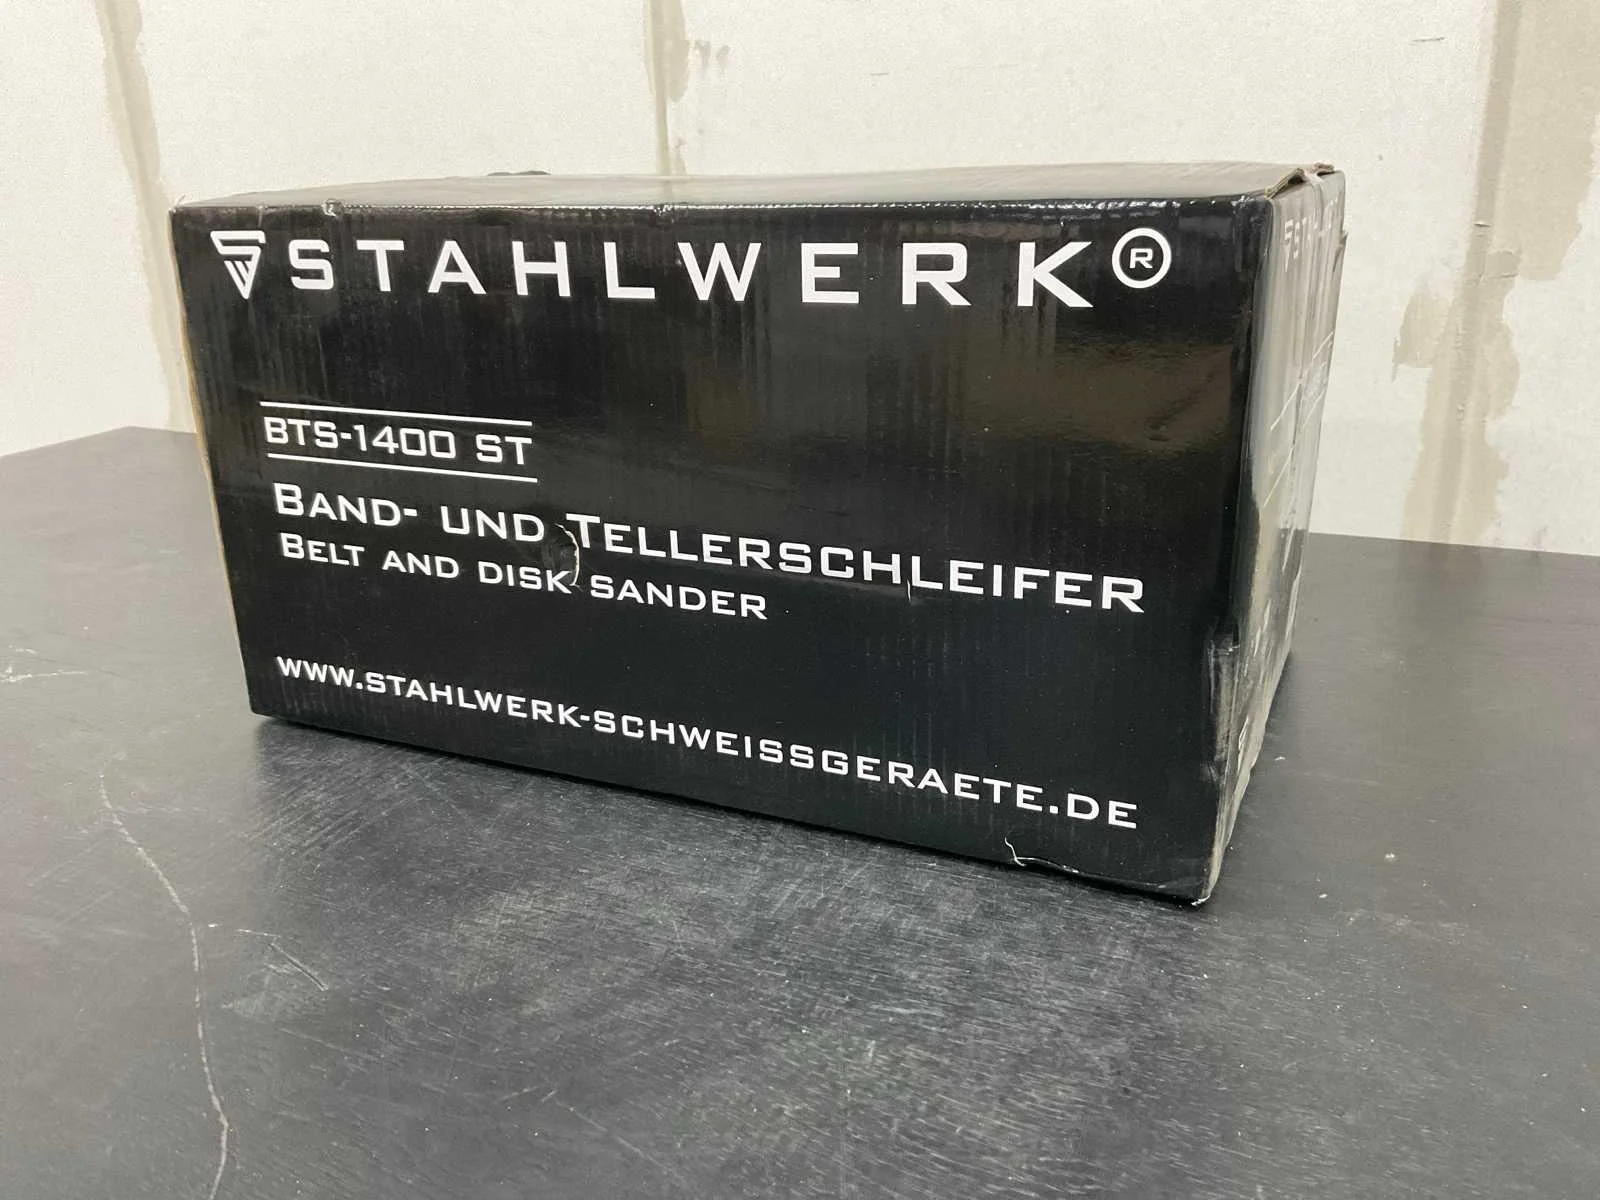 STAHLWERK®
BTS-1400 ST
BAND- UND TELLERSCHLEIFER
BELT AND DISK SANDER
WWW.STAHLWERK-SCHWEISSGERAETE.DE